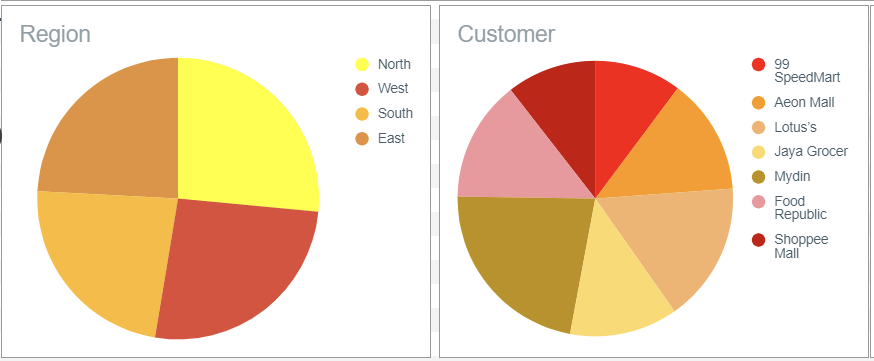 Region
North
West
South
East
Customer
99
SpeedMart
Aeon Mall
Lotus's
Jaya Grocer
Mydin
Food
Republic
Shoppee
Mall